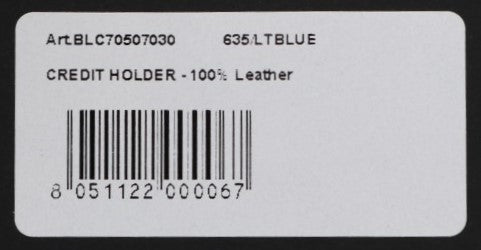 Art.BLC70507030 635/LTBLUE
CREDIT HOLDER - 100% Leather
8 051122 000067